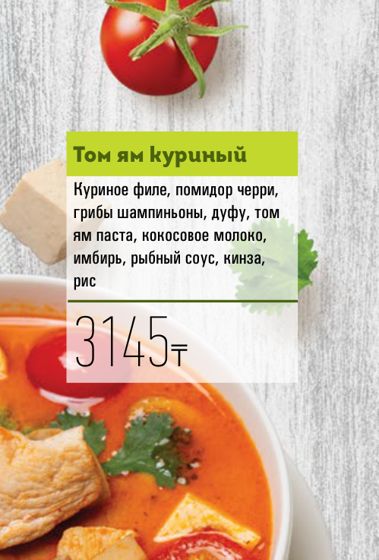 Том ям куриный
Куриное филе, помидор черри,
грибы шампиньоны, дуфу, том
ям паста, кокосовое молоко,
имбирь, рыбный соус, кинза,
рис
3145₸